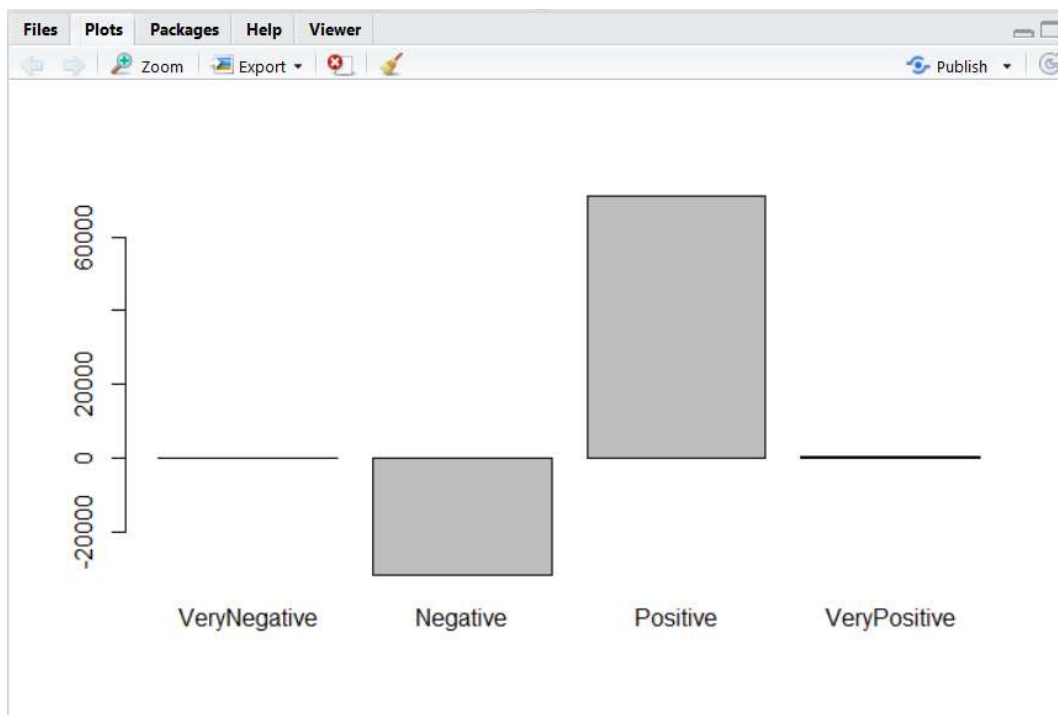 Files Plots Packages Help Viewer
Zoom Export Publish
60000
20000
0
-20000
VeryNegative Negative Positive VeryPositive